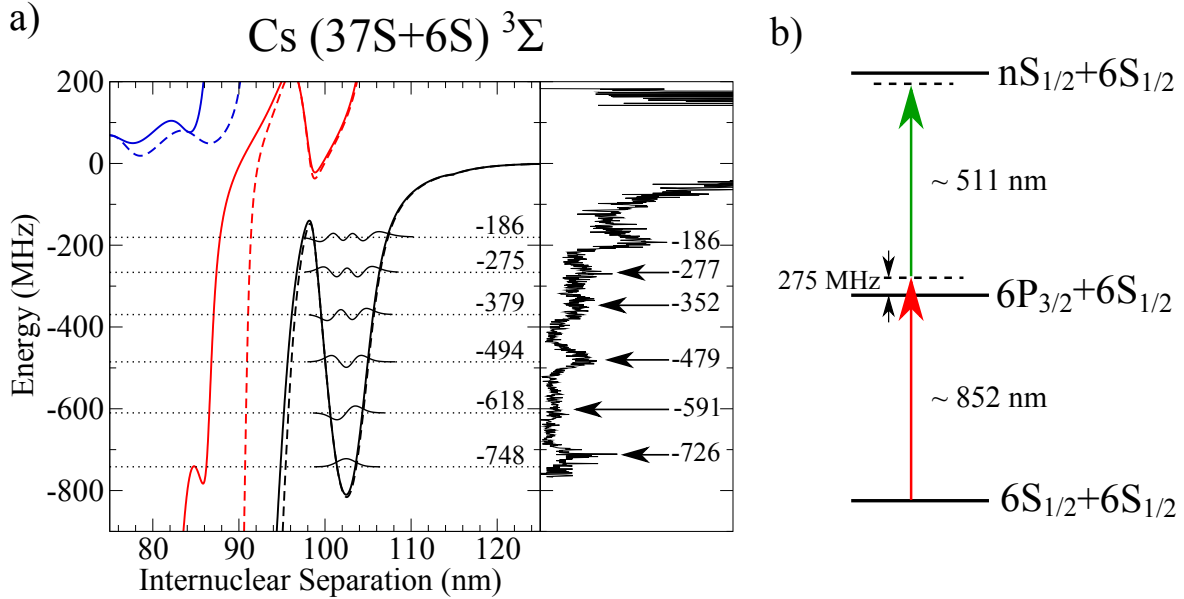 a)
Cs (37S+6S) ³Σ
200
0
-200
-400
-600
-800
Energy (MHz)
80
90
100
110
120
Internuclear Separation (nm)
-186
-275
-379
-494
-618
-748
-186
-277
-352
-479
-591
-726
b)
nS1/2+6S1/2
~ 511 nm
275 MHz
6P3/2+6S1/2
~ 852 nm
6S1/2+6S1/2